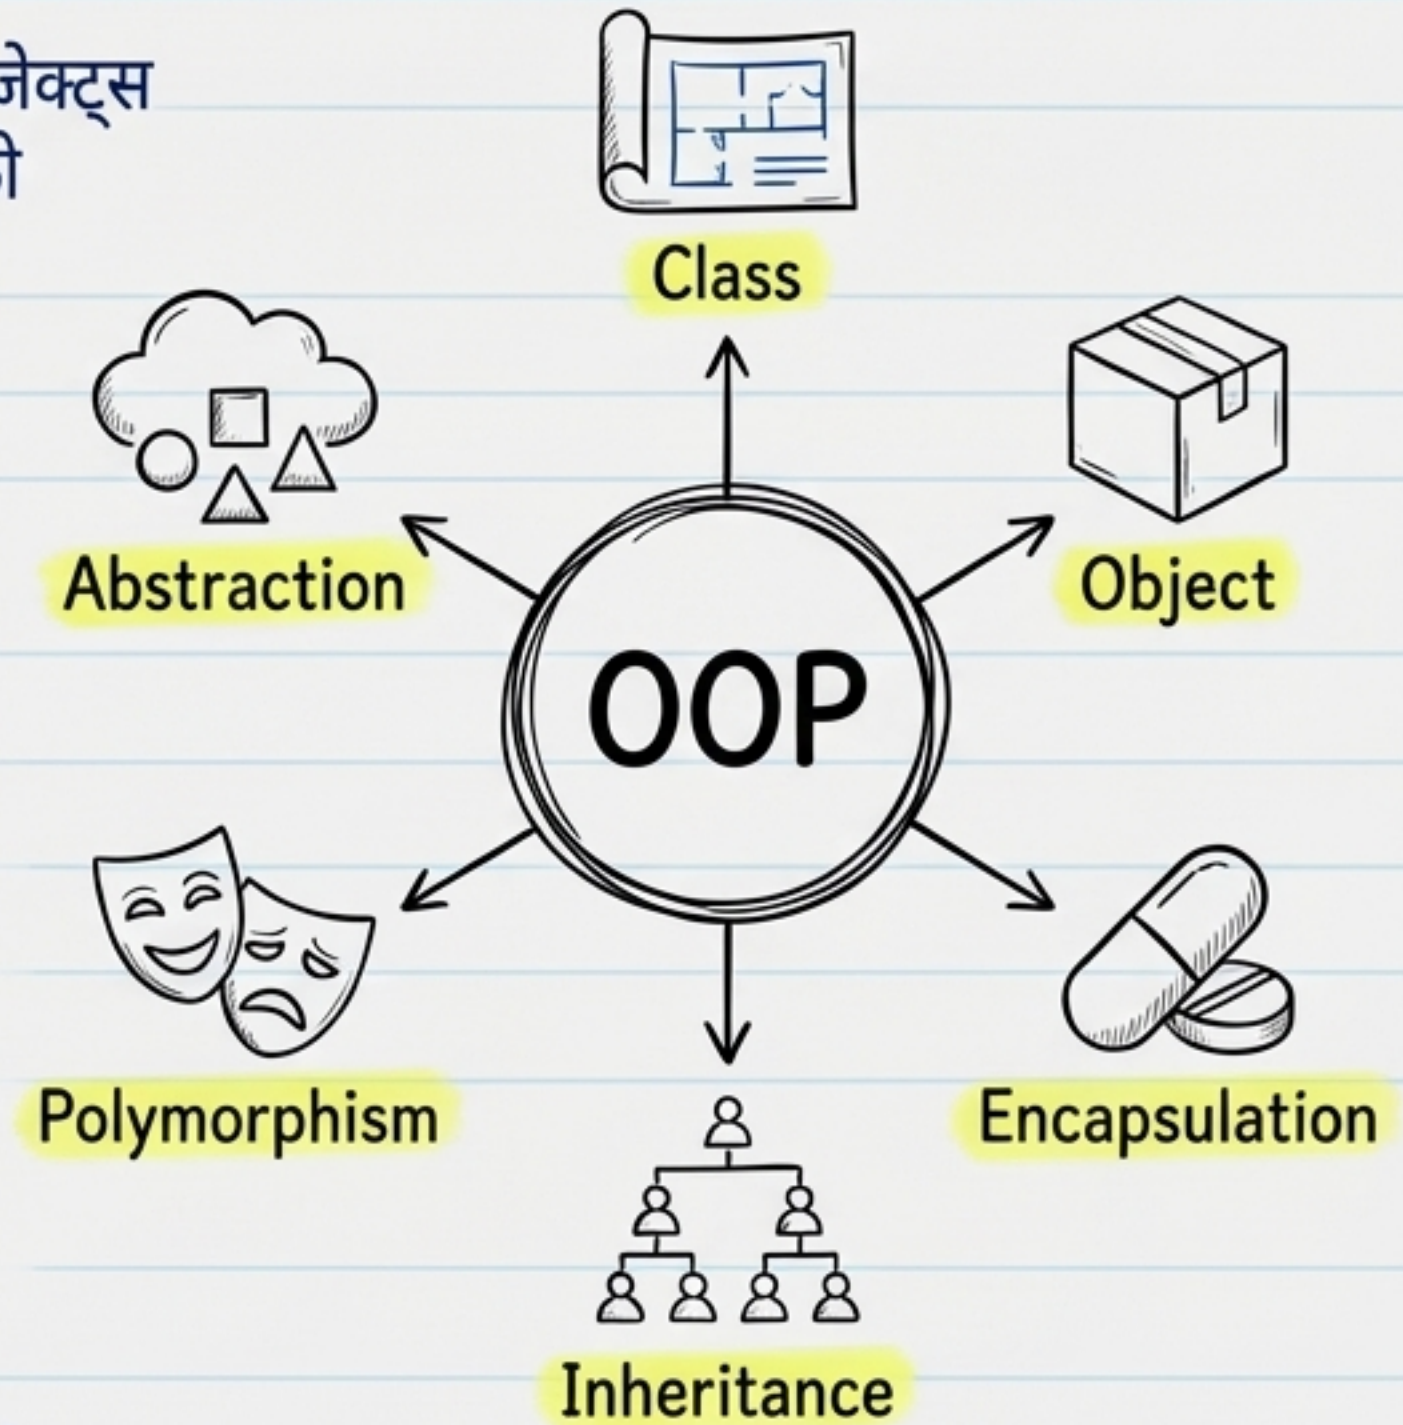 जेक्ट्स
Class
Abstraction
Object
OOP
Polymorphism
Encapsulation
Inheritance